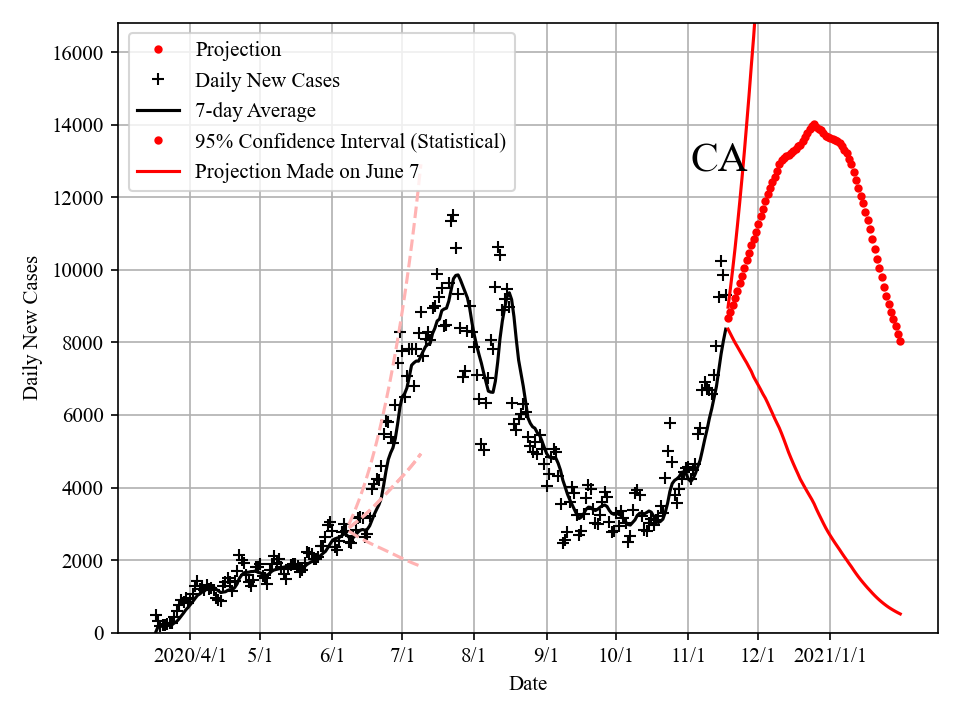 Projection
Daily New Cases
7-day Average
95% Confidence Interval (Statistical)
Projection Made on June 7
CA
Daily New Cases
16000
14000
12000
10000
8000
6000
4000
2000
0
2020/4/1 5/1 6/1 7/1 8/1 9/1 10/1 11/1 12/1 2021/1/1
Date